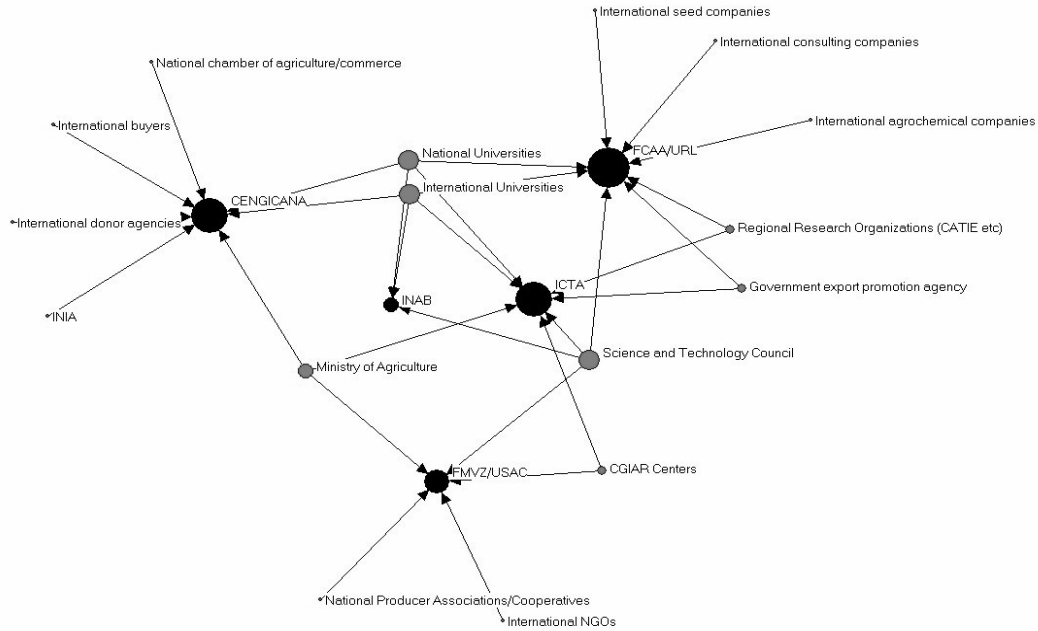 International seed companies
International consulting companies
National chamber of agriculture/commerce
International agrochemical companies
International buyers
FCAA/URL
National Universities
International Universities
CENGICANA
International donor agencies
Regional Research Organizations (CATIE etc)
ICTA
Government export promotion agency
INAB
INIA
Science and Technology Council
Ministry of Agriculture
CGIAR Centers
FMVZ/USAC
National Producer Associations/Cooperatives
International NGOs